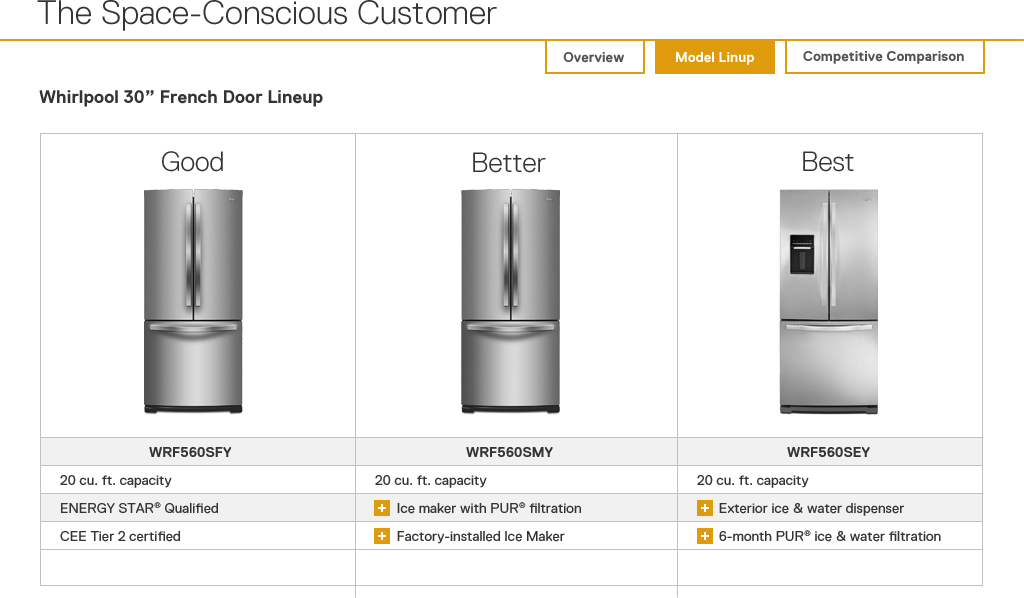 The Space-Conscious Customer
Overview
Model Linup
Competitive Comparison
Whirlpool 30” French Door Lineup
Good
Better
Best
WRF560SFY
WRF560SMY
WRF560SEY
20 cu. ft. capacity
20 cu. ft. capacity
20 cu. ft. capacity
ENERGY STAR® Qualified
+ Ice maker with PUR® filtration
+ Exterior ice & water dispenser
CEE Tier 2 certified
+ Factory-installed Ice Maker
+ 6-month PUR® ice & water filtration